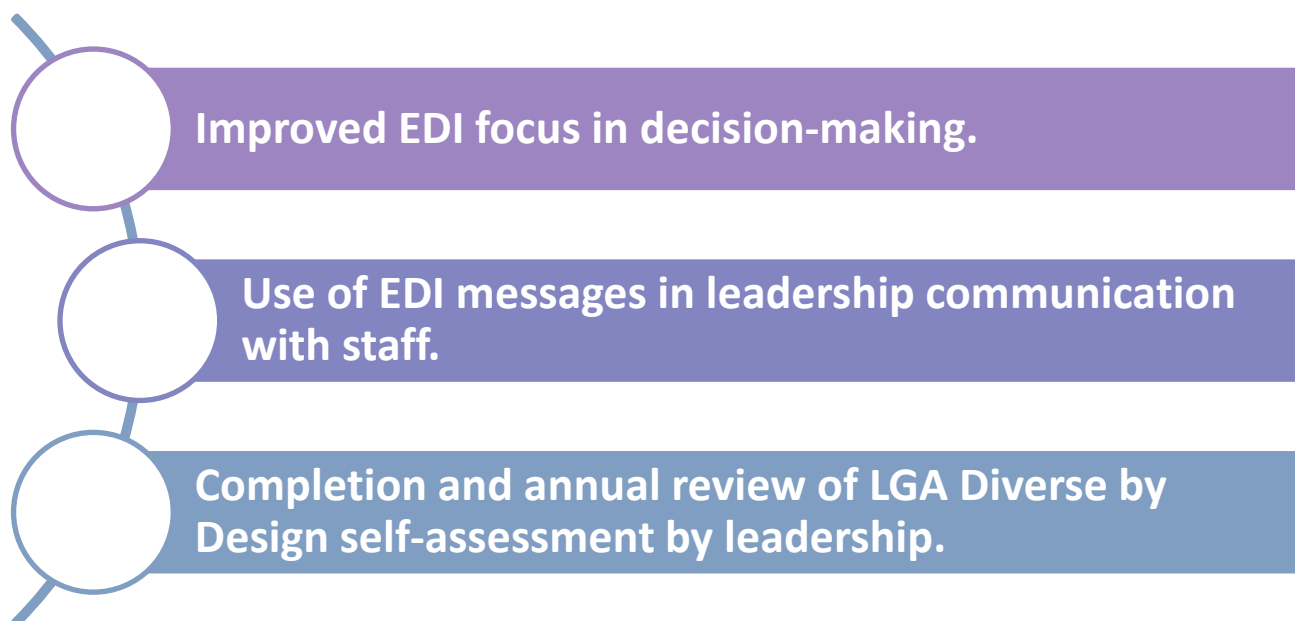 Improved EDI focus in decision-making.
Use of EDI messages in leadership communication
with staff.
Completion and annual review of LGA Diverse by
Design self-assessment by leadership.